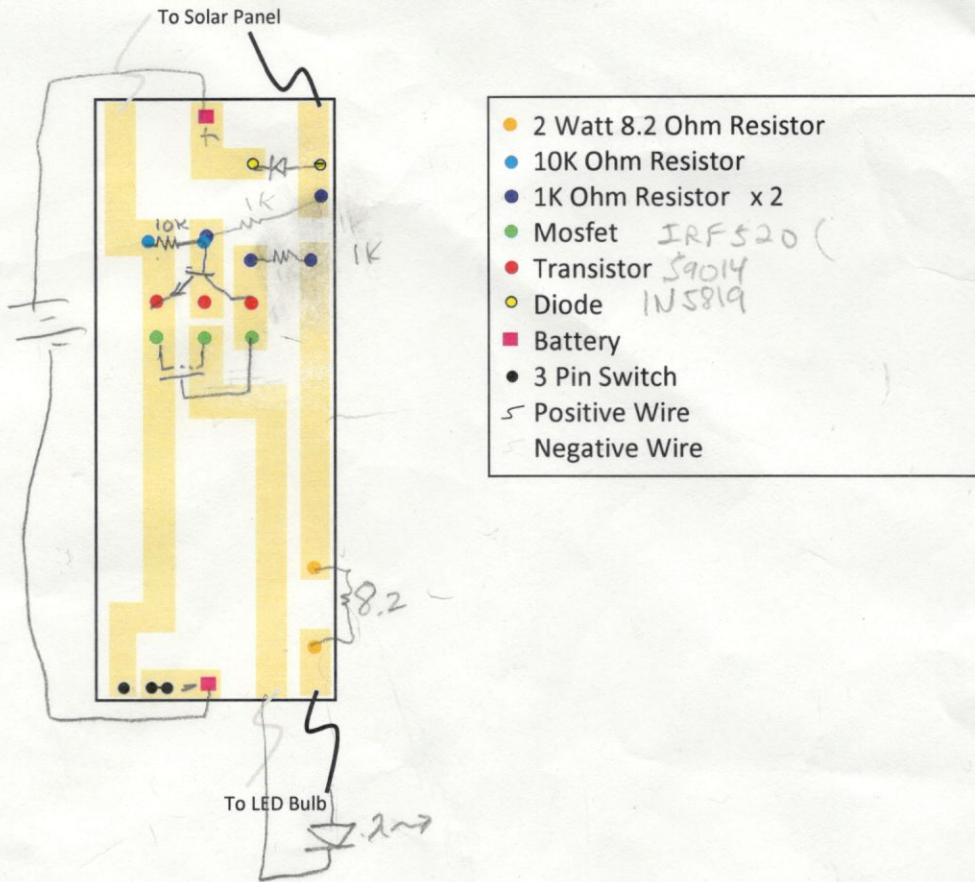 To Solar Panel
+
1K
10K
1K
1K
8.2
-
To LED Bulb
2 Watt 8.2 Ohm Resistor
10K Ohm Resistor
1K Ohm Resistor x 2
Mosfet IRF520 (
Transistor S9014
Diode 1N5819
Battery
3 Pin Switch
Positive Wire
Negative Wire